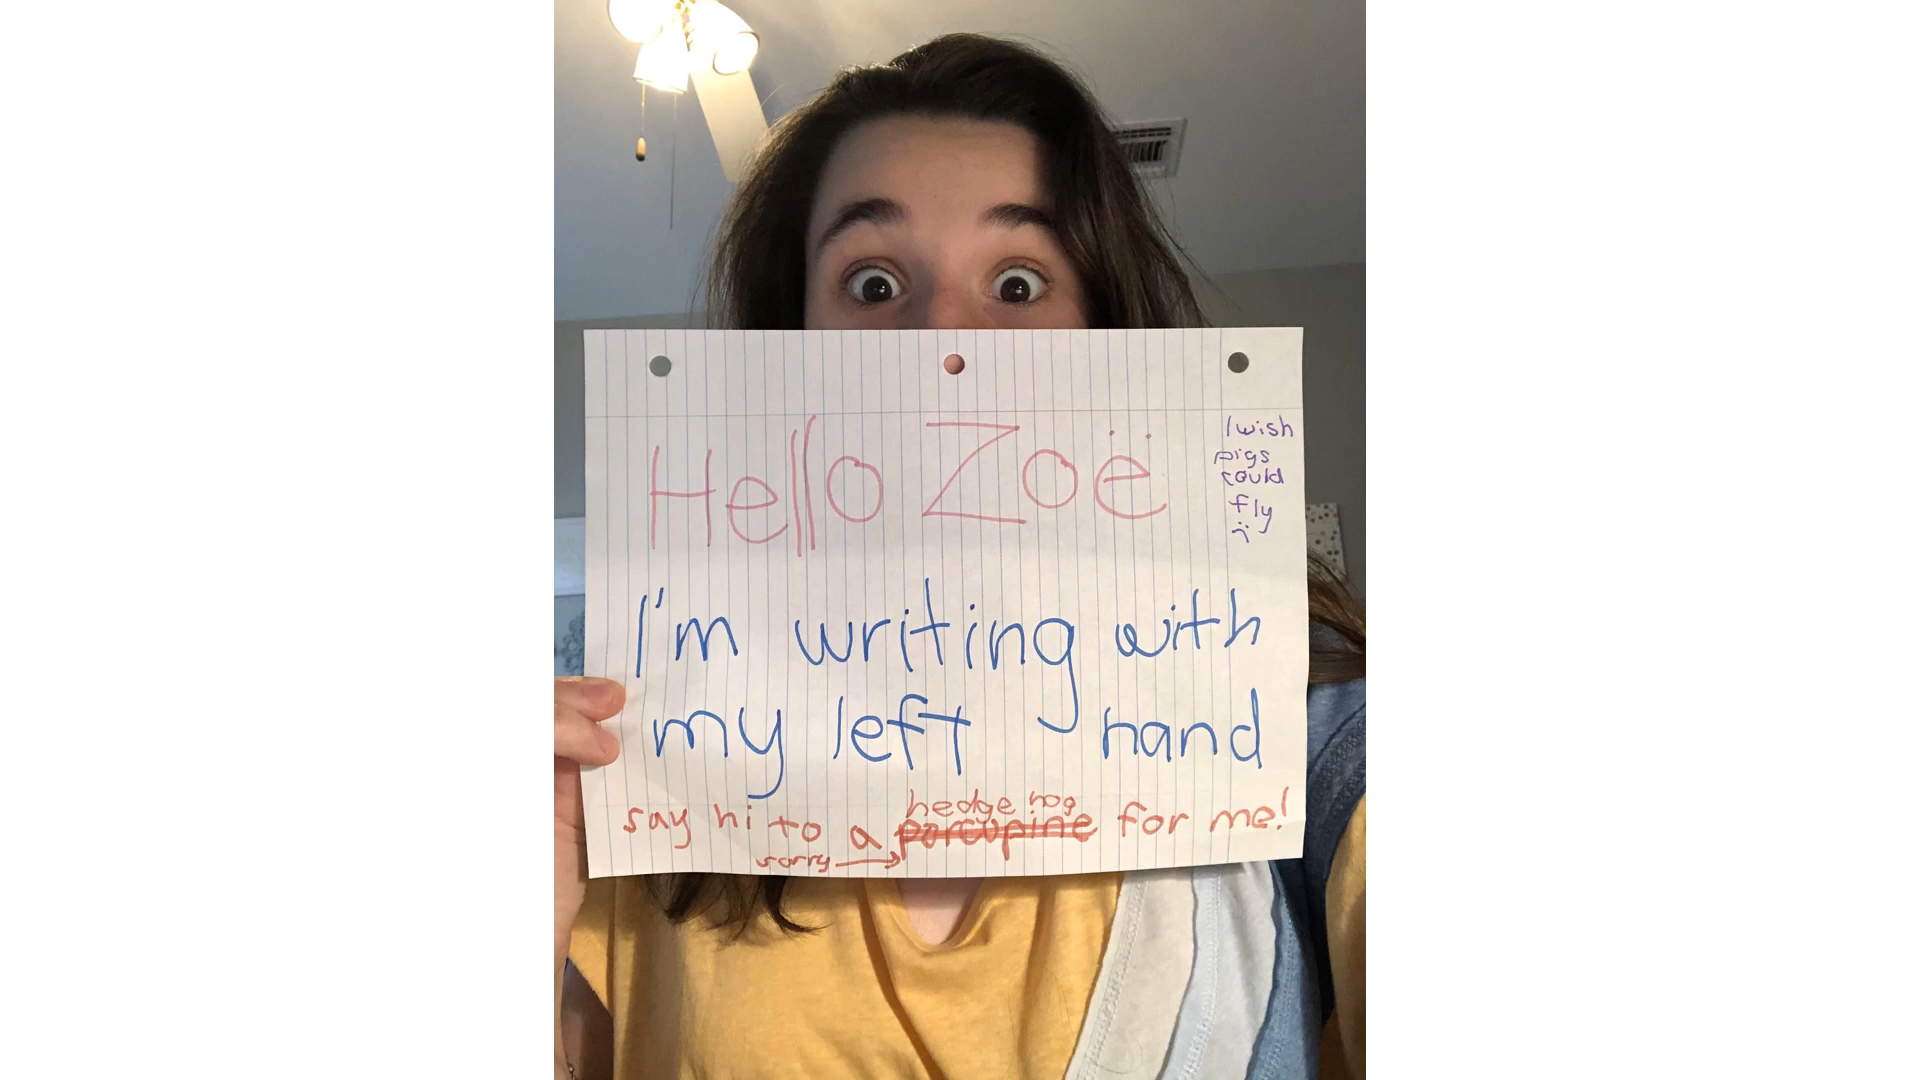 Hello Zoë
I wish
pigs
could
fly
:(
I'm writing with
my left hand
hedge hog
say hi to a porcupine for me!
sorry →